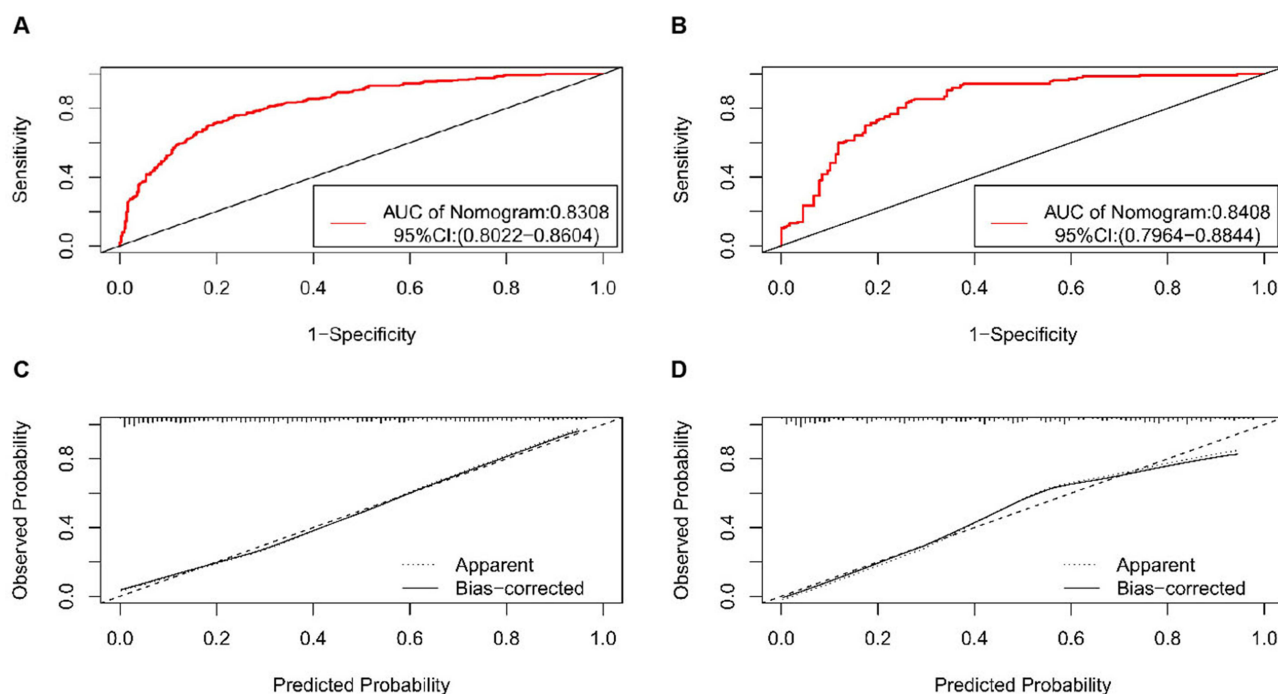 A
Sensitivity
0.8
0.4
0.0
AUC of Nomogram:0.8308
95%CI:(0.8022−0.8604)
0.0 0.2 0.4 0.6 0.8 1.0
1−Specificity
B
Sensitivity
0.8
0.4
0.0
AUC of Nomogram:0.8408
95%CI:(0.7964−0.8844)
0.0 0.2 0.4 0.6 0.8 1.0
1−Specificity
C
Observed Probability
0.8
0.4
0.0
Apparent
Bias−corrected
0.0 0.2 0.4 0.6 0.8 1.0
Predicted Probability
D
Observed Probability
0.8
0.4
0.0
Apparent
Bias−corrected
0.0 0.2 0.4 0.6 0.8 1.0
Predicted Probability